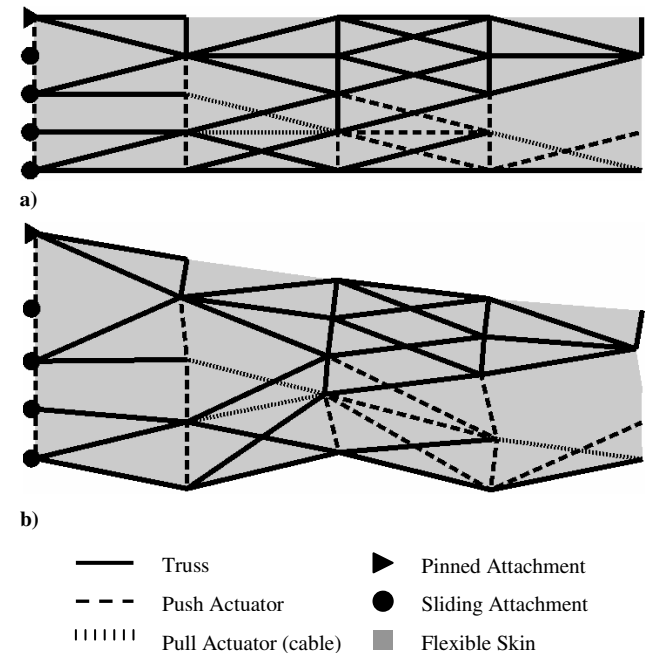 a)
b)
Truss
Pinned Attachment
Push Actuator
Sliding Attachment
Pull Actuator (cable)
Flexible Skin